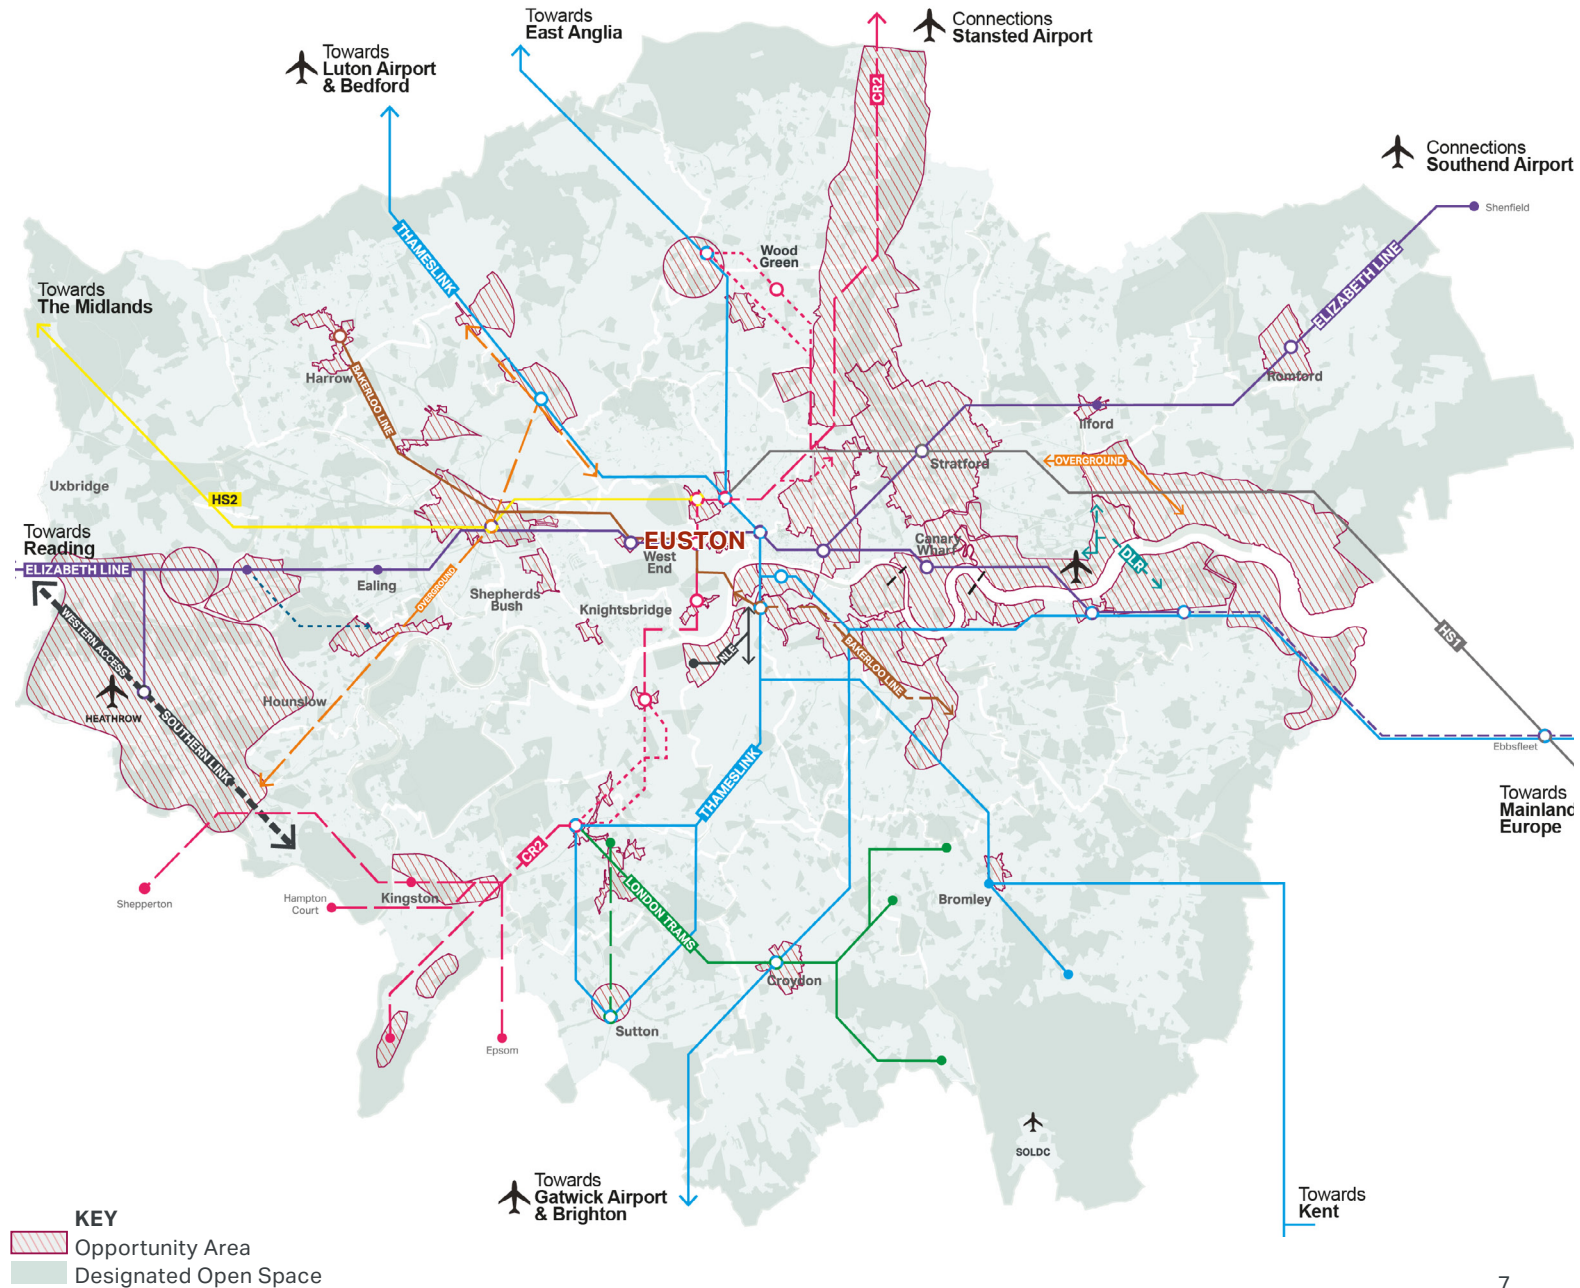 Towards
East Anglia
Connections
Stansted Airport
Towards
Luton Airport
& Bedford
CR2
Connections
Southend Airport
Shenfield
THAMESLINK
ELIZABETH LINE
Wood
Green
Towards
The Midlands
Harrow
BAKERLOO LINE
Romford
Ilford
OVERGROUND
Stratford
Uxbridge
HS2
Towards
Reading
ELIZABETH LINE
EUSTON
West
End
Canary
Wharf
DLR
Ealing
OVERGROUND
Shepherds
Bush
Knightsbridge
WESTERN ACCESS
HEATHROW
SOUTHERN LINK
Hounslow
NLE
BAKERLOO LINE
HS1
Ebbsfleet
THAMESLINK
Towards
Mainland
Europe
CR2
Shepperton
Hampton
Court
Kingston
LONDON TRAMS
Bromley
Croydon
Sutton
Epsom
SOLDC
Towards
Gatwick Airport
& Brighton
Towards
Kent
KEY
Opportunity Area
Designated Open Space
7